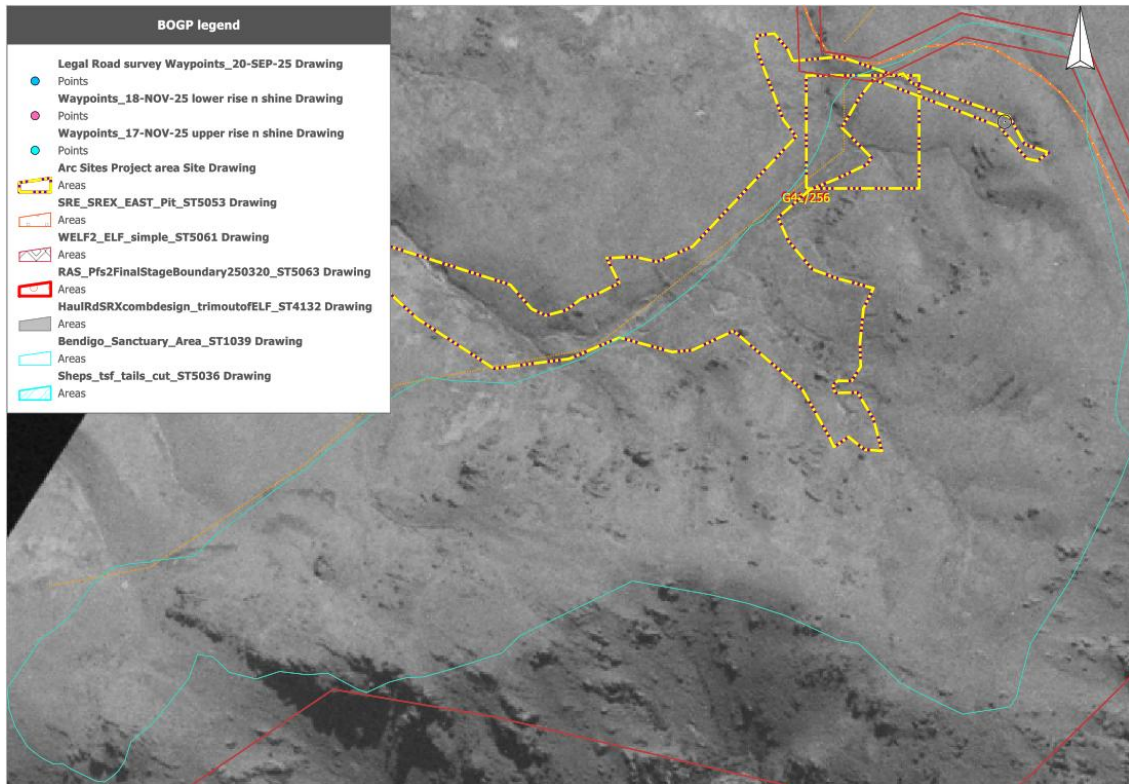 BOGP legend
Legal Road survey Waypoints_20-SEP-25 Drawing
Points
Waypoints_18-NOV-25 lower rise n shine Drawing
Points
Waypoints_17-NOV-25 upper rise n shine Drawing
Points
Arc Sites Project area Site Drawing
Areas
SRE_SREX_EAST_Pit_ST5053 Drawing
Areas
WELF2_ELF_simple_ST5061 Drawing
Areas
RAS_Pfs2FinalStageBoundary250320_ST5063 Drawing
Areas
HaulRdSRXcombdesign_trimoutofELF_ST4132 Drawing
Areas
Bendigo_Sanctuary_Area_ST1039 Drawing
Areas
Sheps_tsf_tails_cut_ST5036 Drawing
Areas